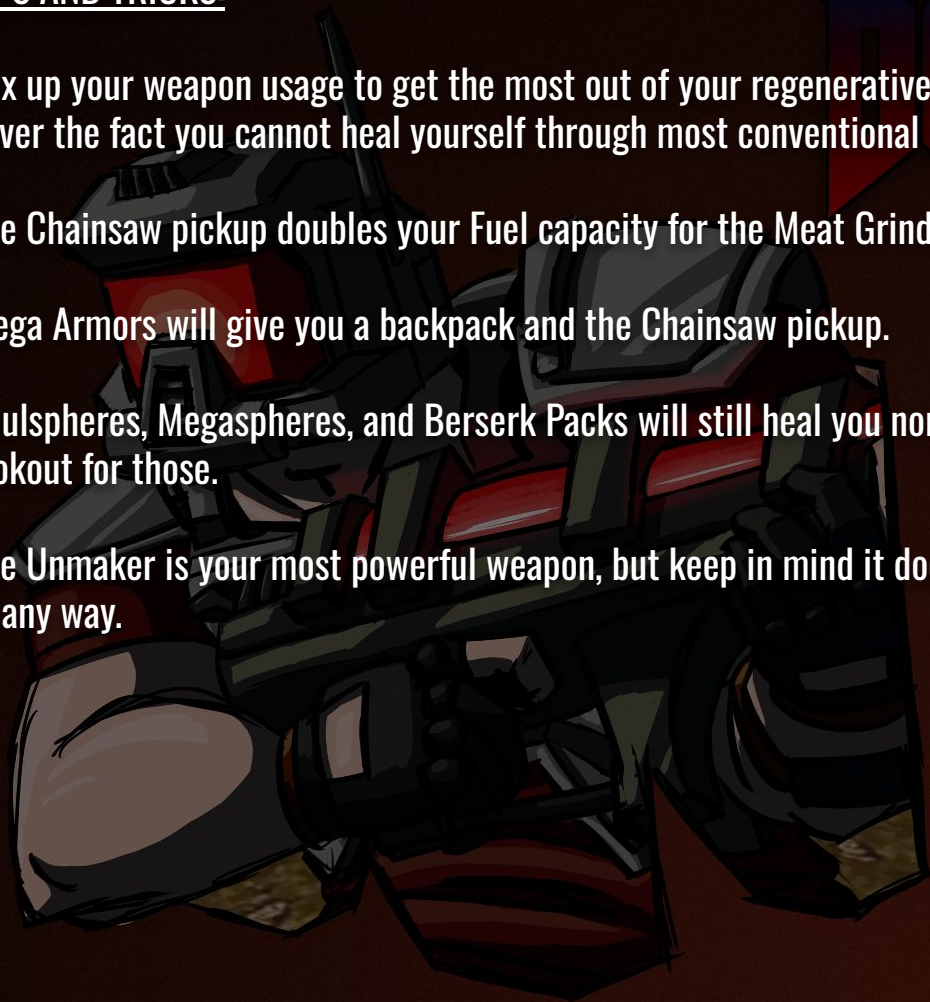 AND TRICKS:
x up your weapon usage to get the most out of your regenerative
ver the fact you cannot heal yourself through most conventional
e Chainsaw pickup doubles your Fuel capacity for the Meat Grind
ega Armors will give you a backpack and the Chainsaw pickup.
ulspheres, Megaspheres, and Berserk Packs will still heal you nor
okout for those.
e Unmaker is your most powerful weapon, but keep in mind it do
any way.